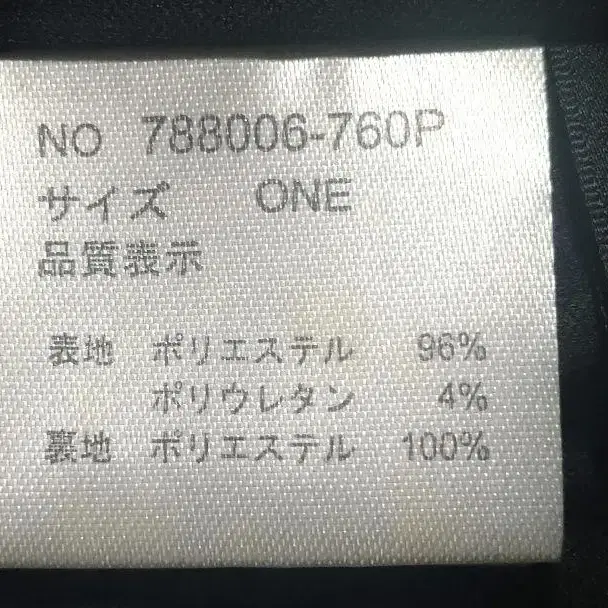 NO 788006-760P
サイズ ONE
品質表示
表地 ポリエステル 96%
ポリウレタン 4%
裏地 ポリエステル 100%